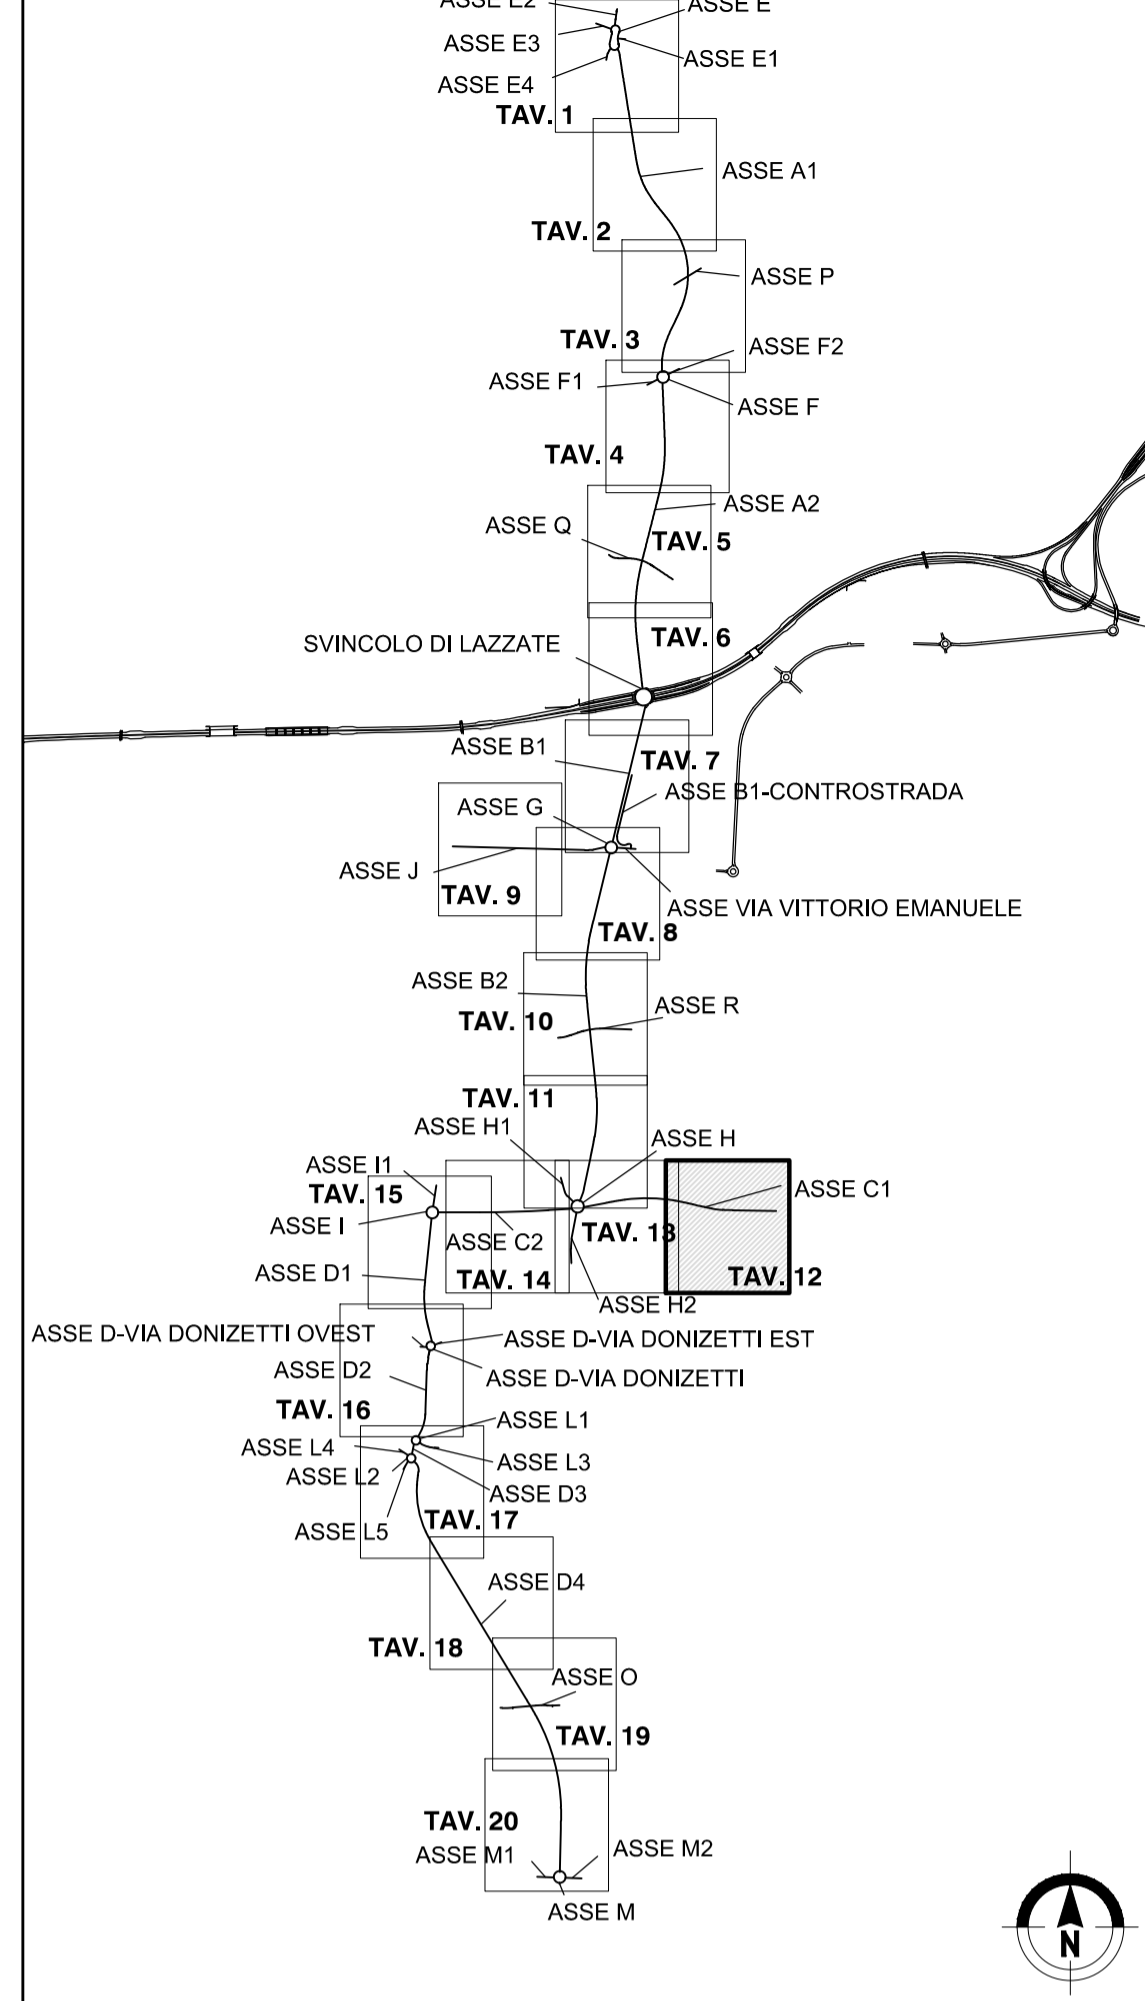 ASSE E2
ASSE E
ASSE E3
ASSE E1
ASSE E4
TAV. 1
ASSE A1
TAV. 2
ASSE P
TAV. 3
ASSE F2
ASSE F1
ASSE F
TAV. 4
ASSE A2
ASSE Q
TAV. 5
TAV. 6
SVINCOLO DI LAZZATE
ASSE B1
TAV. 7
ASSE B1-CONTROSTRADA
ASSE G
ASSE J
TAV. 9
ASSE VIA VITTORIO EMANUELE
TAV. 8
ASSE B2
ASSE R
TAV. 10
TAV. 11
ASSE H1
ASSE H
ASSE I1
TAV. 15
ASSE C1
ASSE I
TAV. 13
ASSE C2
ASSE D1
TAV. 14
TAV. 12
ASSE H2
ASSE D-VIA DONIZETTI OVEST
ASSE D-VIA DONIZETTI EST
ASSE D2
ASSE D-VIA DONIZETTI
TAV. 16
ASSE L1
ASSE L4
ASSE L3
ASSE L2
ASSE D3
TAV. 17
ASSE L5
ASSE D4
TAV. 18
ASSE O
TAV. 19
TAV. 20
ASSE M1
ASSE M2
ASSE M
N